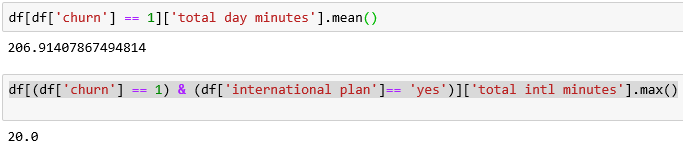 df[df['churn'] == 1]['total day minutes'].mean()
206.91407867494814
df[(df['churn'] == 1) & (df['international plan']== 'yes')]['total intl minutes'].max()
20.0